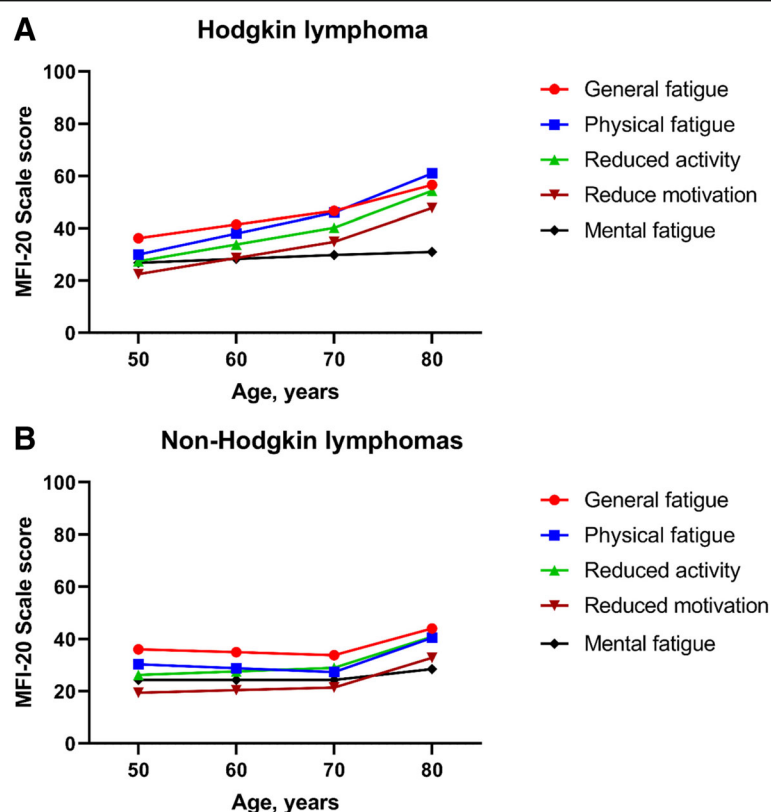 A
Hodgkin lymphoma
100
80
60
40
20
0
MFI-20 Scale score
50 60 70 80
Age, years
General fatigue
Physical fatigue
Reduced activity
Reduce motivation
Mental fatigue
B
Non-Hodgkin lymphomas
100
80
60
40
20
0
MFI-20 Scale score
50 60 70 80
Age, years
General fatigue
Physical fatigue
Reduced activity
Reduced motivation
Mental fatigue